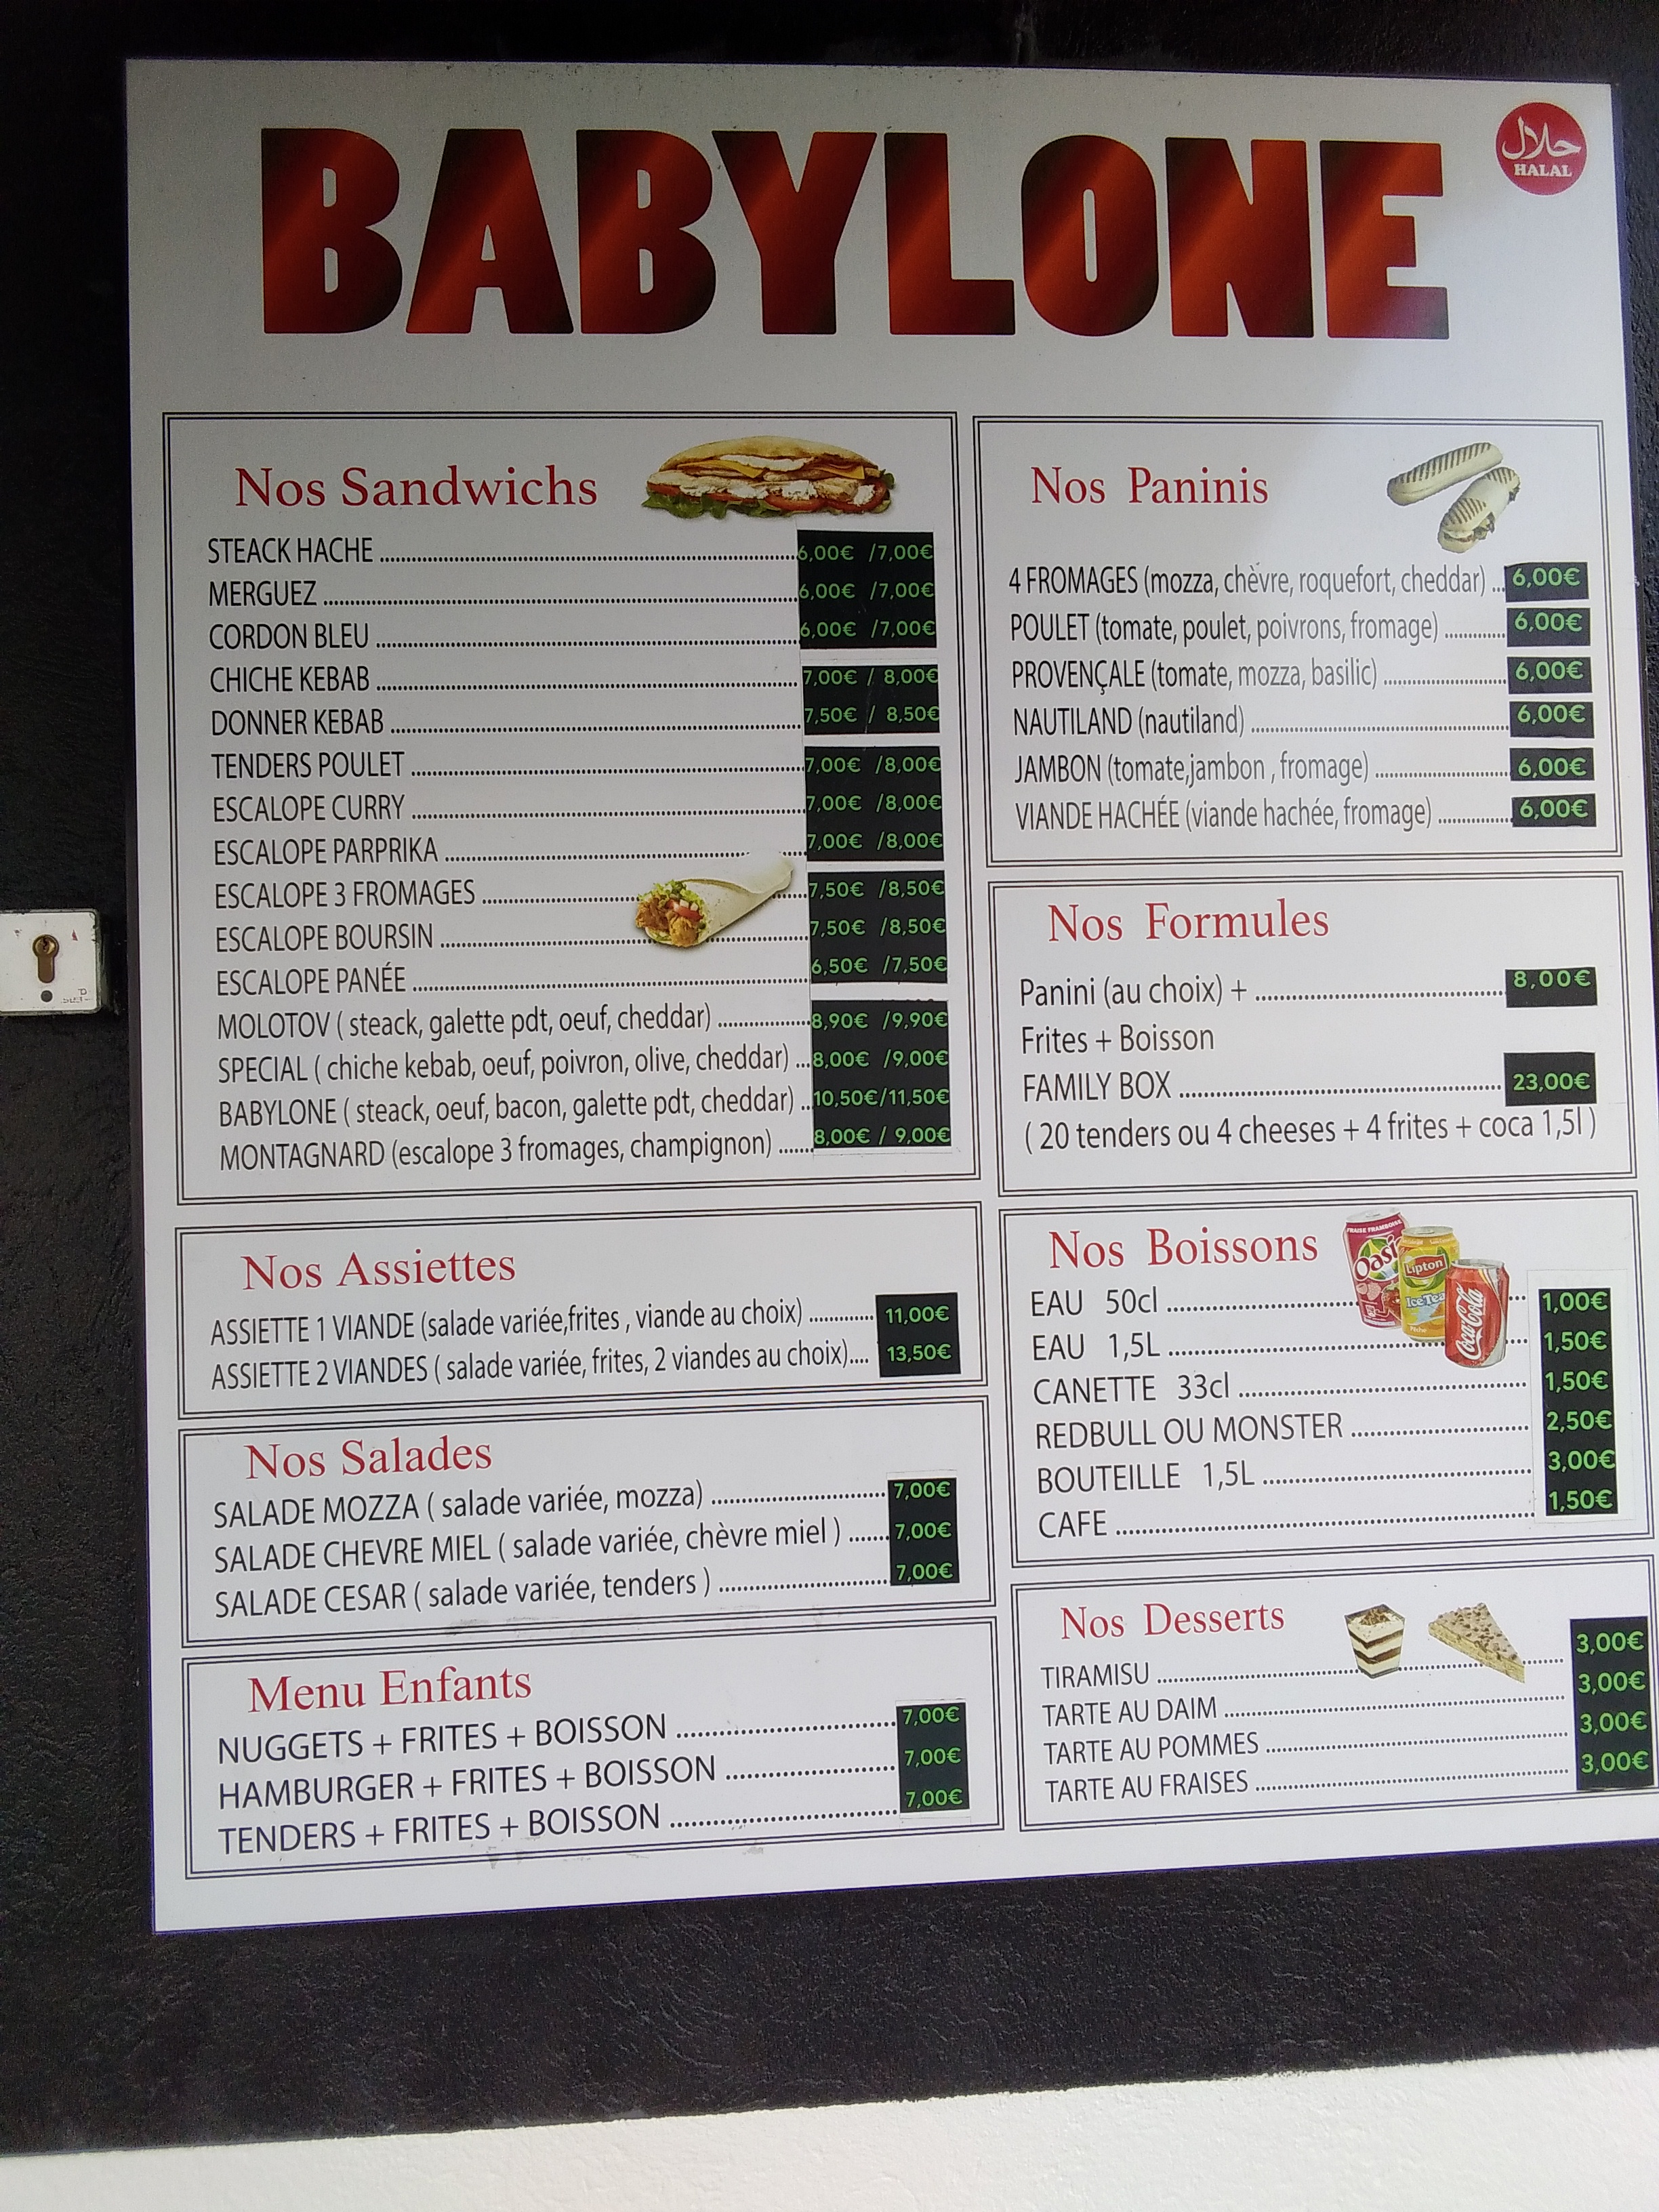 BABYLONE
حلال
HALAL
Nos Sandwichs
STEACK HACHE ........ 6,00€ /7,00€
MERGUEZ ........ 6,00€ /7,00€
CORDON BLEU ........ 6,00€ /7,00€
CHICHE KEBAB ........ 7,00€ / 8,00€
DONNER KEBAB ........ 7,50€ / 8,50€
TENDERS POULET ........ 7,00€ /8,00€
ESCALOPE CURRY ........ 7,00€ /8,00€
ESCALOPE PARPRIKA ........ 7,00€ /8,00€
ESCALOPE 3 FROMAGES ........ 7,50€ /8,50€
ESCALOPE BOURSIN ........ 7,50€ /8,50€
ESCALOPE PANÉE ........ 6,50€ /7,50€
MOLOTOV ( steack, galette pdt, oeuf, cheddar) ........ 8,90€ /9,90€
SPECIAL ( chiche kebab, oeuf, poivron, olive, cheddar) ... 8,00€ /9,00€
BABYLONE ( steack, oeuf, bacon, galette pdt, cheddar) .. 10,50€/11,50€
MONTAGNARD (escalope 3 fromages, champignon) ....... 8,00€ / 9,00€
Nos Assiettes
ASSIETTE 1 VIANDE (salade variée,frites , viande au choix) ........ 11,00€
ASSIETTE 2 VIANDES ( salade variée, frites, 2 viandes au choix).... 13,50€
Nos Salades
SALADE MOZZA ( salade variée, mozza) ........ 7,00€
SALADE CHEVRE MIEL ( salade variée, chèvre miel ) ....... 7,00€
SALADE CESAR ( salade variée, tenders ) ........ 7,00€
Menu Enfants
NUGGETS + FRITES + BOISSON ........ 7,00€
HAMBURGER + FRITES + BOISSON ........ 7,00€
TENDERS + FRITES + BOISSON ........ 7,00€
Nos Paninis
4 FROMAGES (mozza, chèvre, roquefort, cheddar) ... 6,00€
POULET (tomate, poulet, poivrons, fromage) ........ 6,00€
PROVENÇALE (tomate, mozza, basilic) ........ 6,00€
NAUTILAND (nautiland) ........ 6,00€
JAMBON (tomate,jambon , fromage) ........ 6,00€
VIANDE HACHÉE (viande hachée, fromage) ........ 6,00€
Nos Formules
Panini (au choix) + ........ 8,00€
Frites + Boisson
FAMILY BOX ........ 23,00€
( 20 tenders ou 4 cheeses + 4 frites + coca 1,5l )
Nos Boissons
FRAISE FRAMBOISE
Oasis
Lipton
Ice Tea
Pêche
Coca-Cola
EAU 50cl ........ 1,00€
EAU 1,5L ........ 1,50€
CANETTE 33cl ........ 1,50€
REDBULL OU MONSTER ........ 2,50€
BOUTEILLE 1,5L ........ 3,00€
CAFE ........ 1,50€
Nos Desserts
TIRAMISU ........ 3,00€
TARTE AU DAIM ........ 3,00€
TARTE AU POMMES ........ 3,00€
TARTE AU FRAISES ........ 3,00€